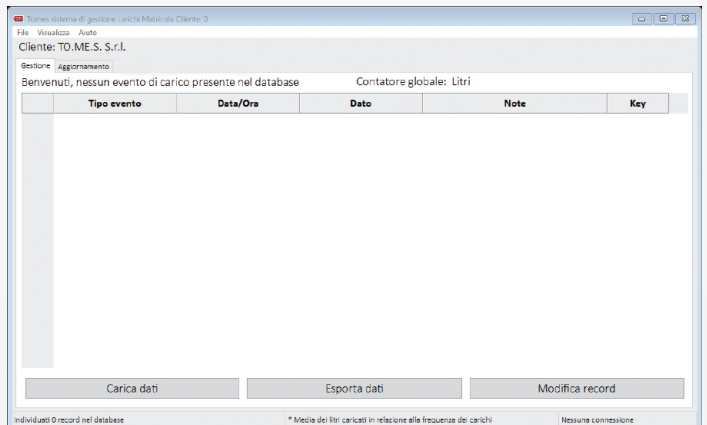 Tomes sistema di gestione carichi Matricola Cliente: 0
File Visualizza Aiuto
Cliente: TO.ME.S. S.r.l.
Gestione Aggiornamento
Benvenuti, nessun evento di carico presente nel database Contatore globale: Litri
Tipo evento Data/Ora Dato Note Key
Carica dati Esporta dati Modifica record
Individuati 0 record nel database * Media dei litri caricati in relazione alla frequenza dei carichi Nessuna connessione